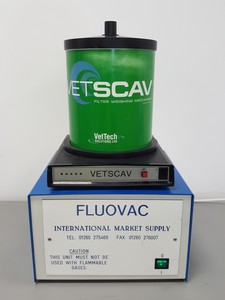 VETSCAV
FILTER WEIGHING MECHANISM
VetTech
SOLUTIONS LTD
VETSCAV
FLUOVAC
INTERNATIONAL MARKET SUPPLY
TEL. 01260 275469 FAX. 01260 276007
CAUTION
THIS UNIT MUST NOT BE
USED WITH FLAMMABLE
GASES.